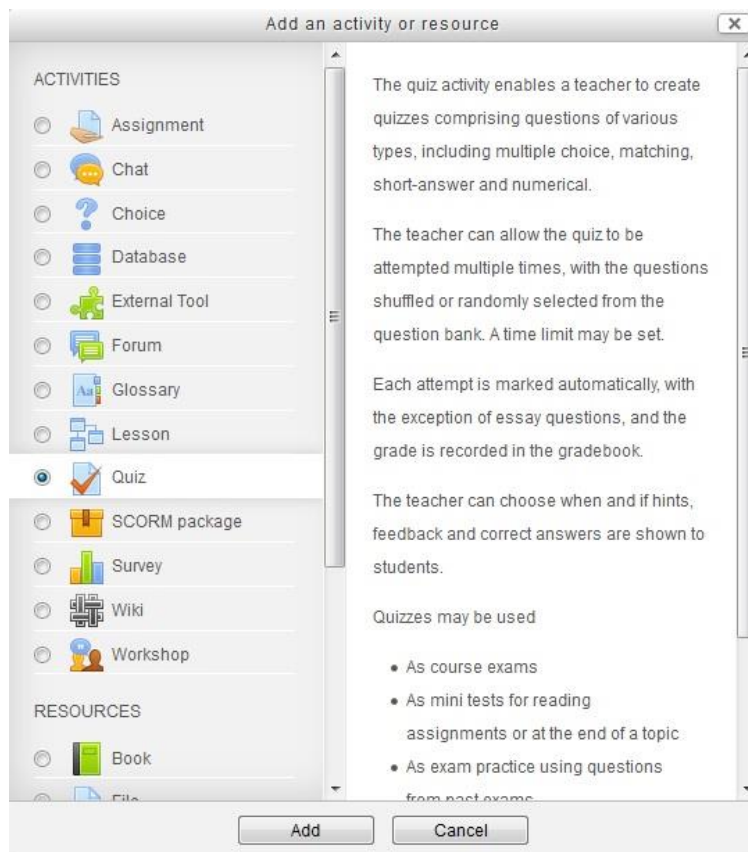 Add an activity or resource
ACTIVITIES
Assignment
Chat
Choice
Database
External Tool
Forum
Aa
Glossary
Lesson
Quiz
SCORM package
Survey
Wiki
Workshop
RESOURCES
Book
File
The quiz activity enables a teacher to create
quizzes comprising questions of various
types, including multiple choice, matching,
short-answer and numerical.
The teacher can allow the quiz to be
attempted multiple times, with the questions
shuffled or randomly selected from the
question bank. A time limit may be set.
Each attempt is marked automatically, with
the exception of essay questions, and the
grade is recorded in the gradebook.
The teacher can choose when and if hints,
feedback and correct answers are shown to
students.
Quizzes may be used
• As course exams
• As mini tests for reading
assignments or at the end of a topic
• As exam practice using questions
from past exams
Add
Cancel